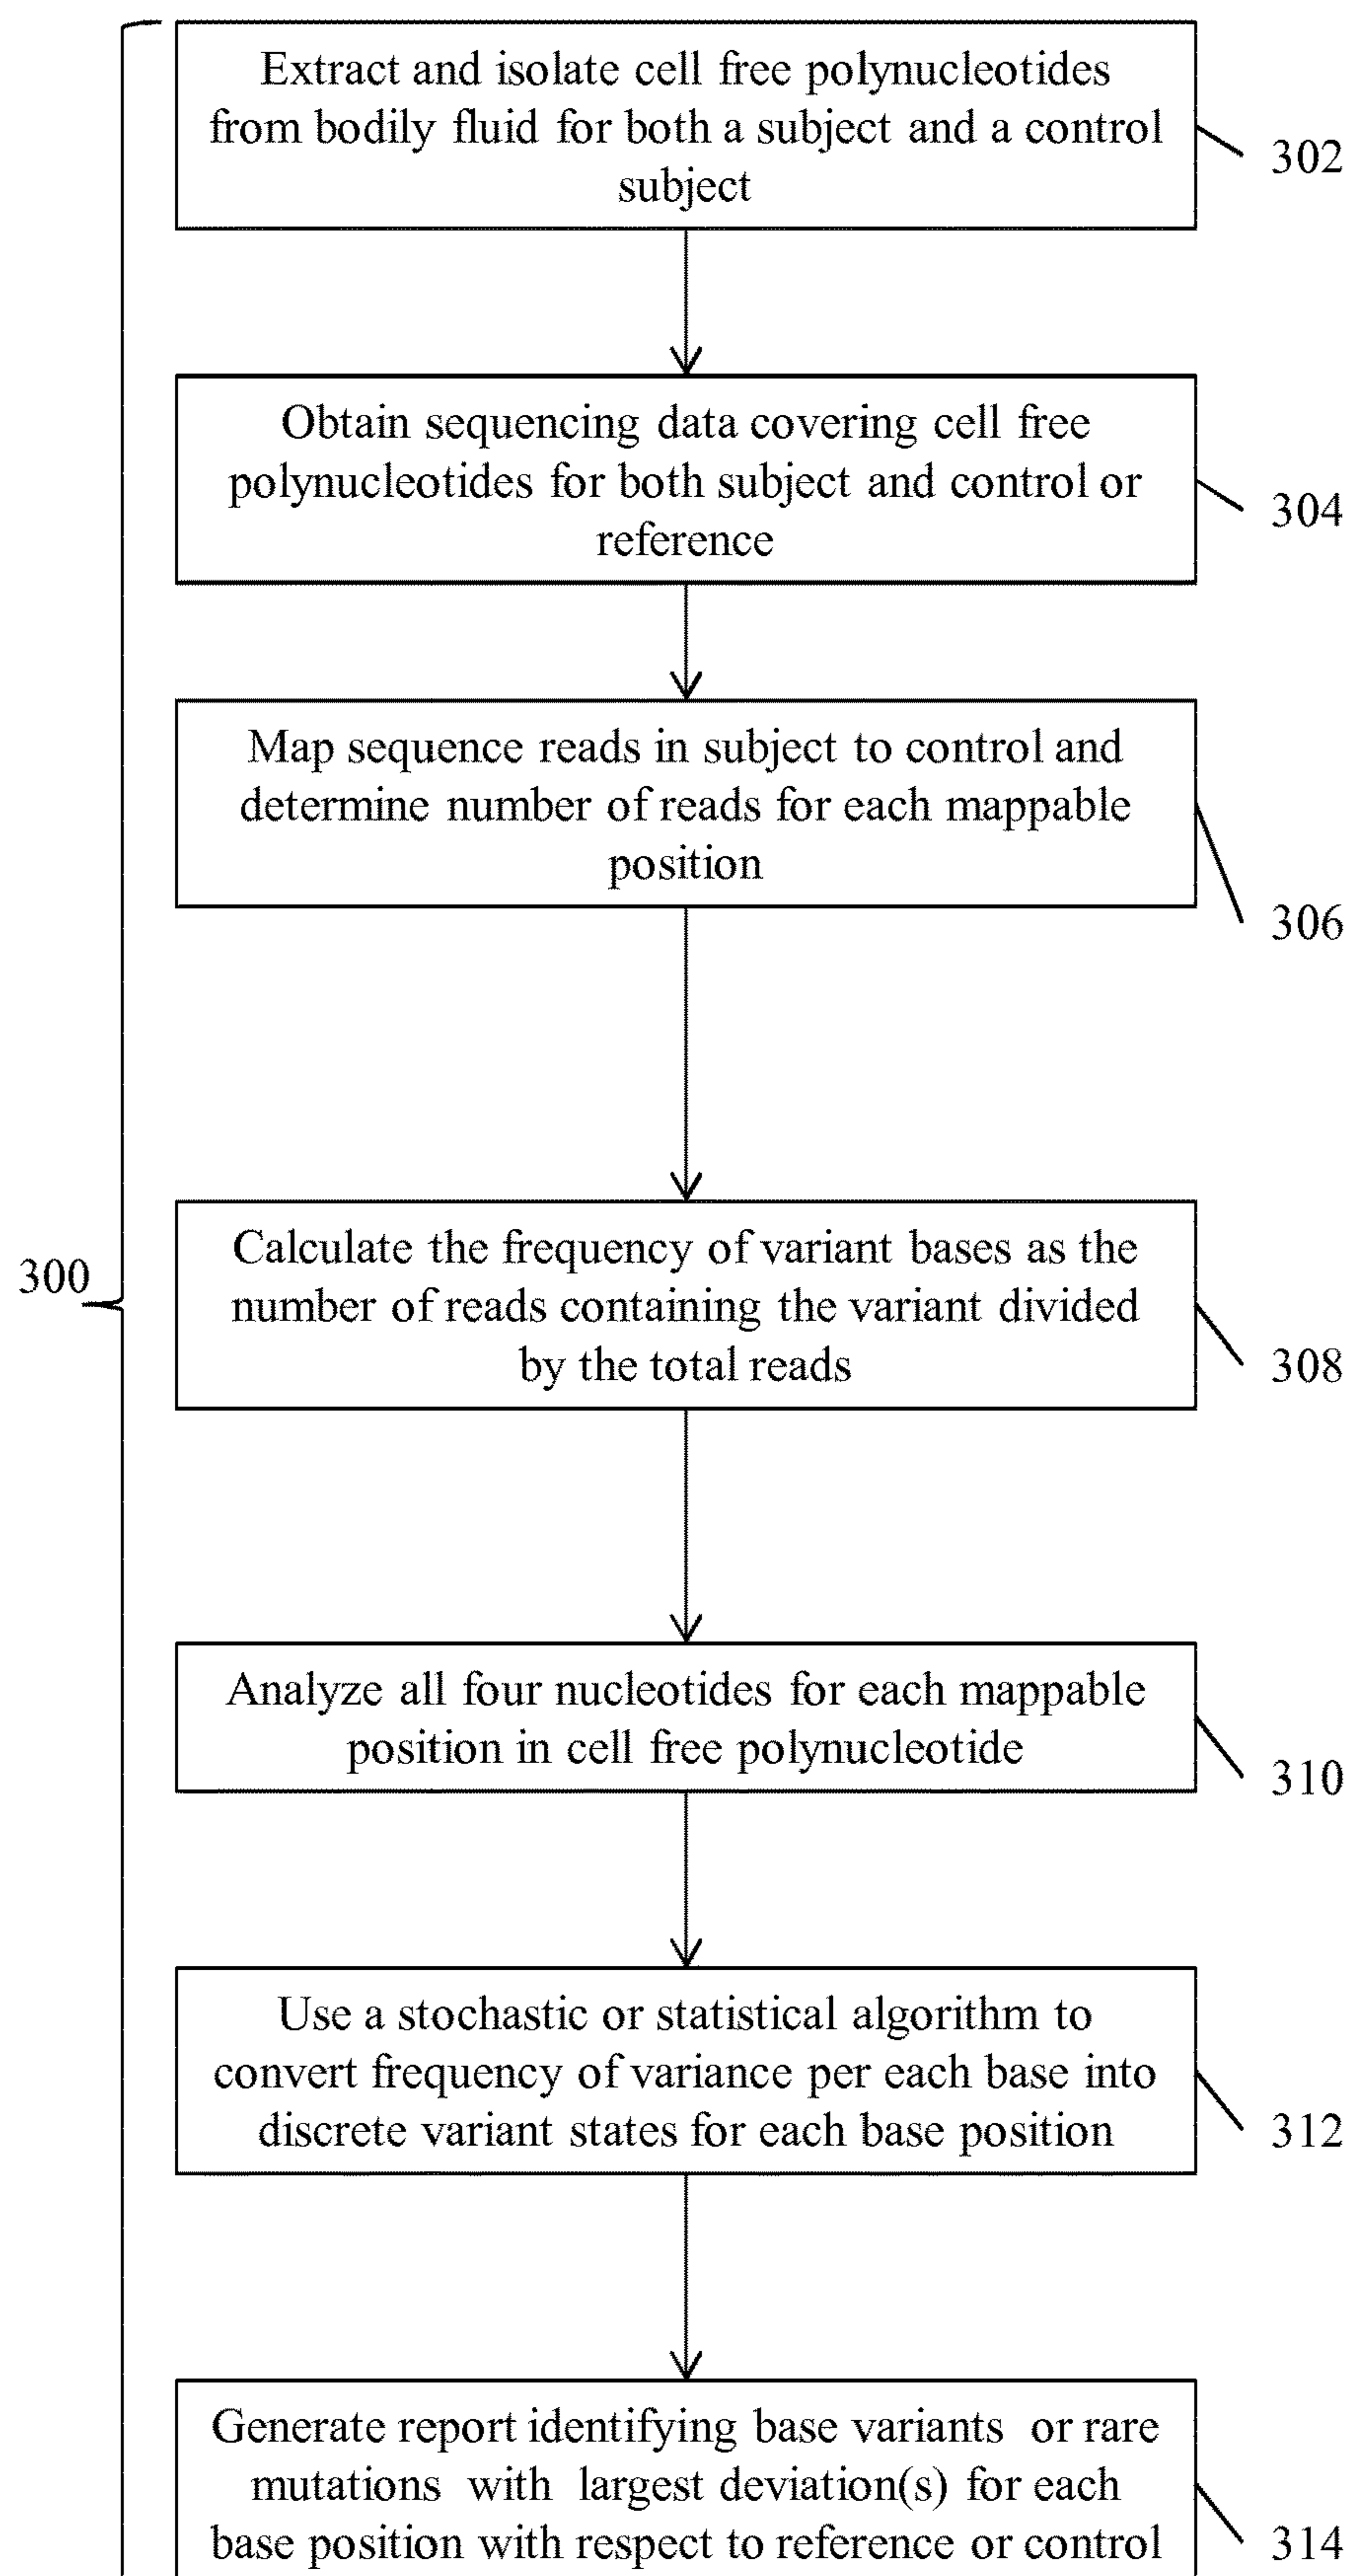 Extract and isolate cell free polynucleotides
from bodily fluid for both a subject and a control
subject
302
Obtain sequencing data covering cell free
polynucleotides for both subject and control or
reference
304
Map sequence reads in subject to control and
determine number of reads for each mappable
position
306
300
Calculate the frequency of variant bases as the
number of reads containing the variant divided
by the total reads
308
Analyze all four nucleotides for each mappable
position in cell free polynucleotide
310
Use a stochastic or statistical algorithm to
convert frequency of variance per each base into
discrete variant states for each base position
312
Generate report identifying base variants or rare
mutations with largest deviation(s) for each
base position with respect to reference or control
314